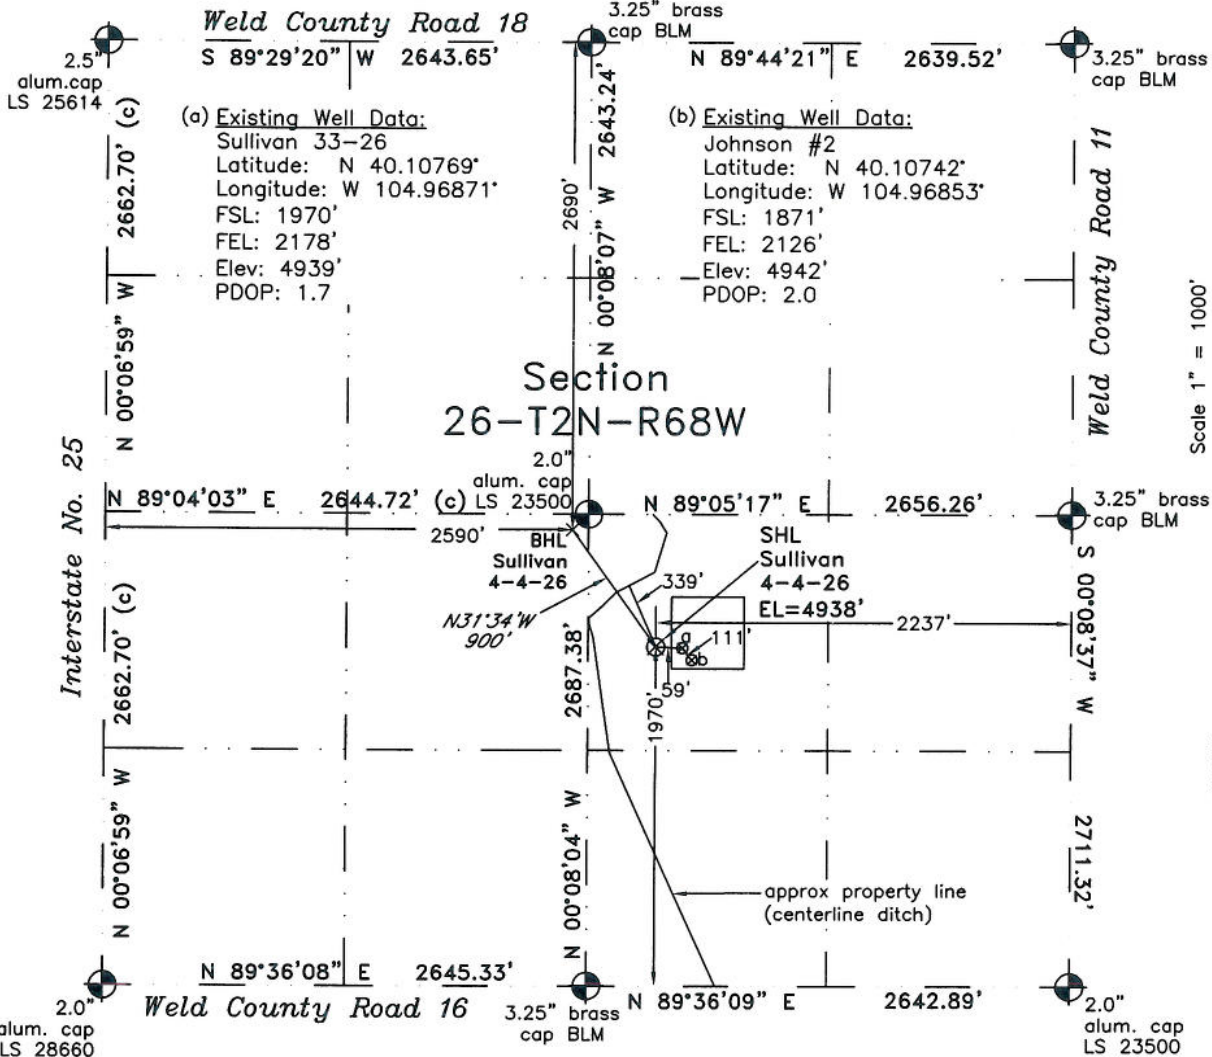 Weld County Road 18
3.25" brass
cap BLM
S 89°29'20" W 2643.65'
N 89°44'21" E 2639.52'
2.5"
alum.cap
LS 25614
3.25" brass
cap BLM
(a) Existing Well Data:
Sullivan 33-26
Latitude: N 40.10769°
Longitude: W 104.96871°
FSL: 1970'
FEL: 2178'
Elev: 4939'
PDOP: 1.7
(b) Existing Well Data:
Johnson #2
Latitude: N 40.10742°
Longitude: W 104.96853°
FSL: 1871'
FEL: 2126'
Elev: 4942'
PDOP: 2.0
N 00°06'59" W 2662.70' (c)
2690'
N 00°08'07" W 2643.24'
Weld County Road 11
Scale 1" = 1000'
Section
26-T2N-R68W
2.0"
alum. cap
LS 23500
N 89°04'03" E 2644.72' (c)
N 89°05'17" E 2656.26'
3.25" brass
cap BLM
Interstate No. 25
2590'
BHL
Sullivan
4-4-26
SHL
Sullivan
4-4-26
EL=4938'
339'
N31°34'W
900'
2237'
a
111'
b
59'
1970'
N 00°06'59" W 2662.70' (c)
N 00°08'04" W 2687.38'
S 00°08'37" W 2711.32'
approx property line
(centerline ditch)
N 89°36'08" E 2645.33'
N 89°36'09" E 2642.89'
Weld County Road 16
2.0"
alum. cap
LS 28660
3.25" brass
cap BLM
2.0"
alum. cap
LS 23500